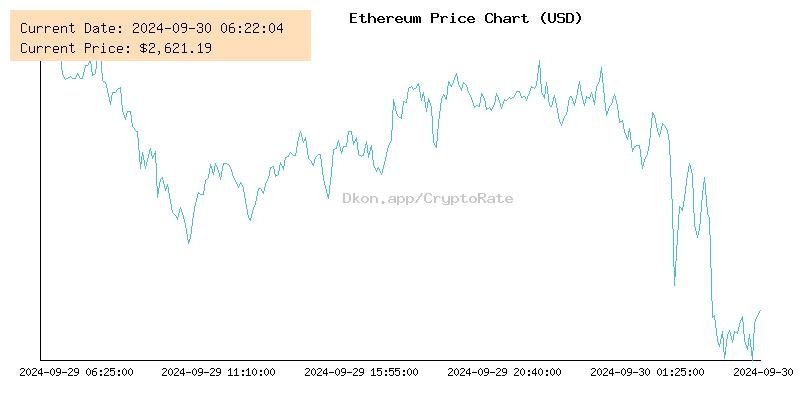 Ethereum Price Chart (USD)
Current Date: 2024-09-30 06:22:04
Current Price: $2,621.19
Dkon.app/CryptoRate
2024-09-29 06:25:00
2024-09-29 11:10:00
2024-09-29 15:55:00
2024-09-29 20:40:00
2024-09-30 01:25:00
2024-09-30